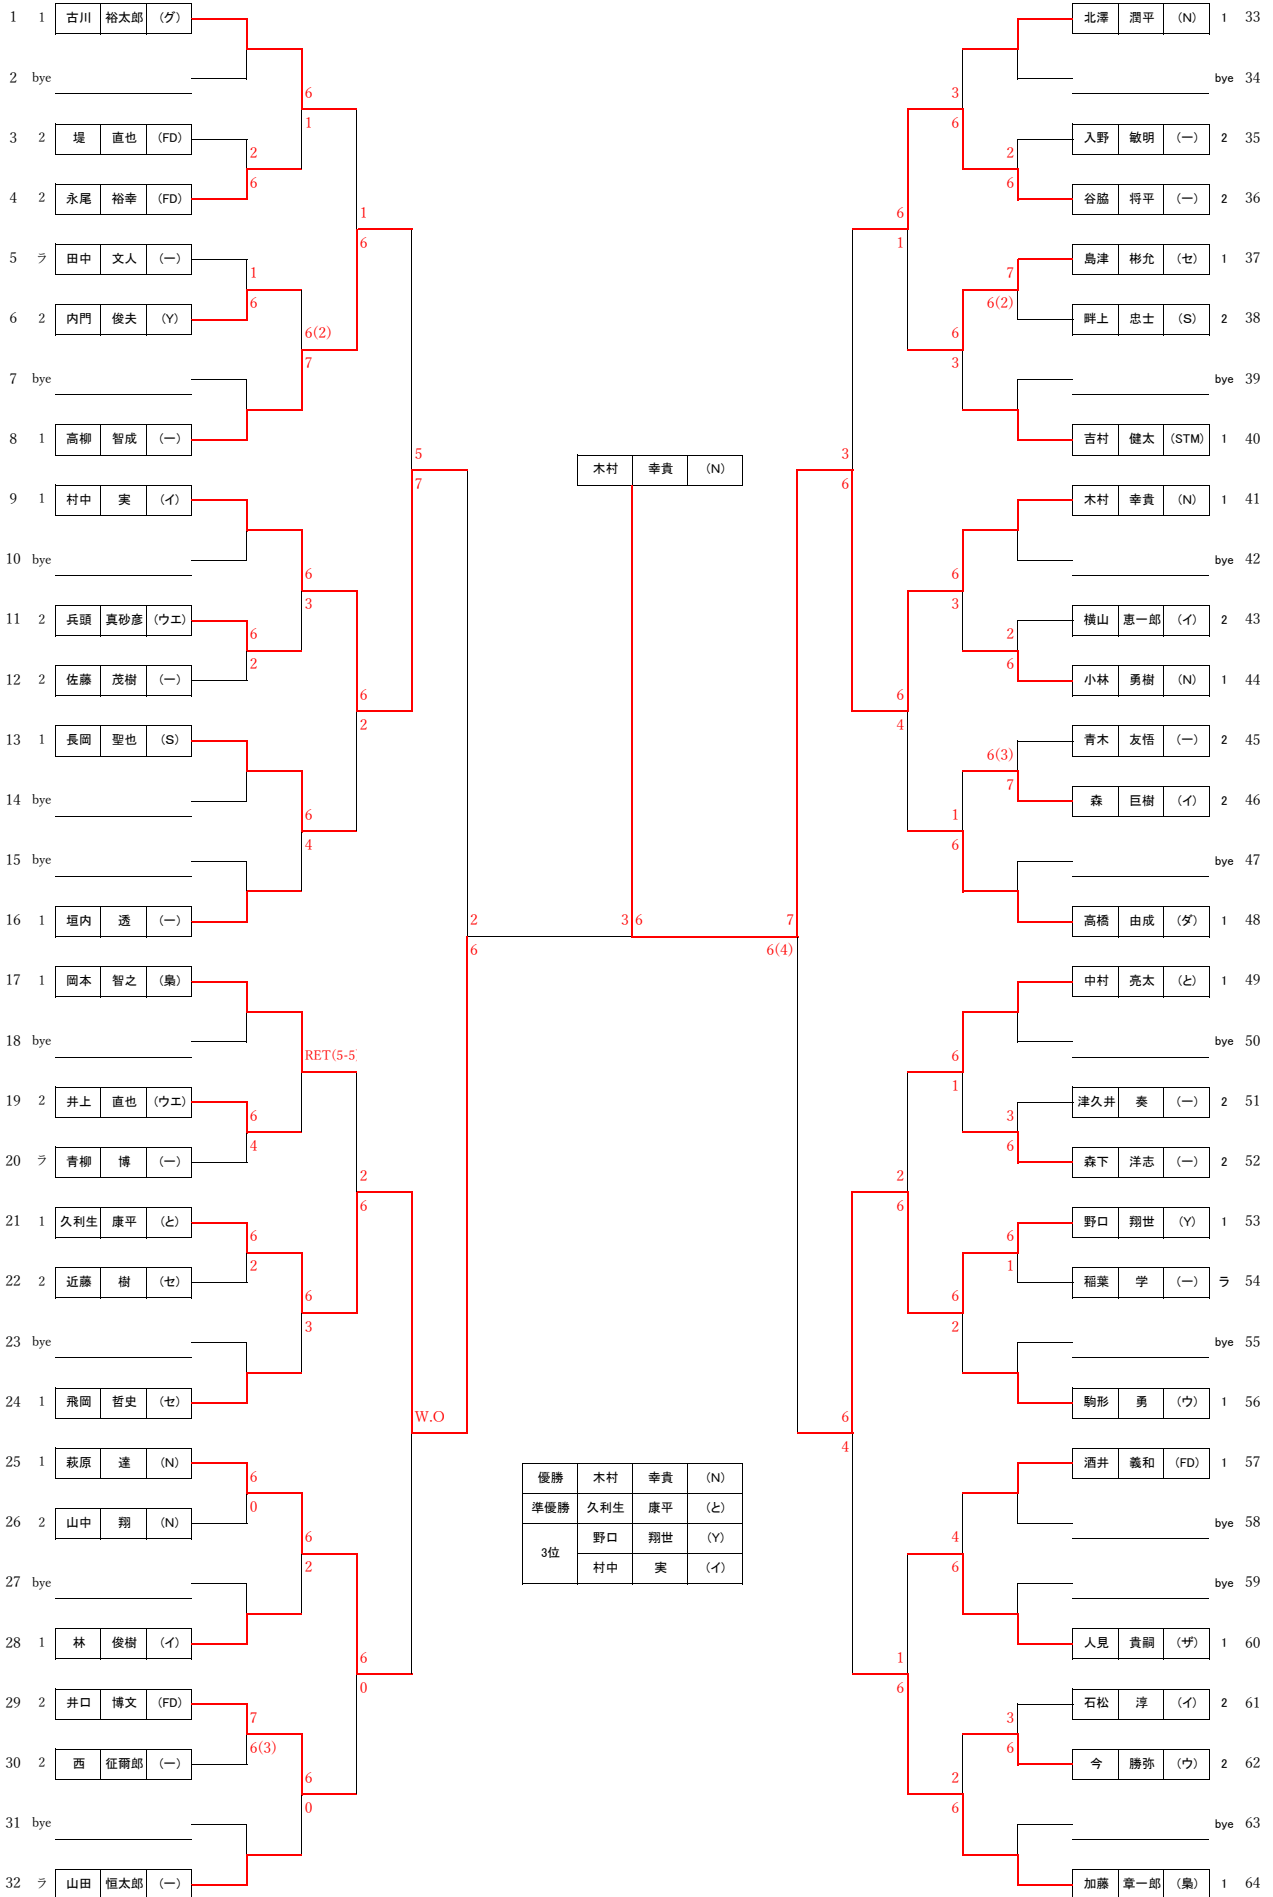 1 1 古川 裕太郎 (グ)
2 bye
6
1
3 2 堤 直也 (FD)
2
6
4 2 永尾 裕幸 (FD)
1
6
5 ラ 田中 文人 (一)
1
6
6 2 内門 俊夫 (Y)
6(2)
7
7 bye
8 1 高柳 智成 (一)
5
7
9 1 村中 実 (イ)
10 bye
6
3
11 2 兵頭 真砂彦 (ウエ)
6
2
12 2 佐藤 茂樹 (一)
6
2
13 1 長岡 聖也 (S)
14 bye
6
4
15 bye
16 1 垣内 透 (一)
2
6
17 1 岡本 智之 (梟)
18 bye
RET(5-5)
19 2 井上 直也 (ウエ)
6
4
20 ラ 青柳 博 (一)
2
6
21 1 久利生 康平 (と)
6
2
22 2 近藤 樹 (セ)
6
3
23 bye
24 1 飛岡 哲史 (セ)
W.O
25 1 萩原 達 (N)
6
0
26 2 山中 翔 (N)
6
2
27 bye
28 1 林 俊樹 (イ)
6
0
29 2 井口 博文 (FD)
7
6(3)
30 2 西 征爾郎 (一)
6
0
31 bye
32 ラ 山田 恒太郎 (一)
木村 幸貴 (N)
3 6
優勝 木村 幸貴 (N)
準優勝 久利生 康平 (と)
3位 野口 翔世 (Y)
村中 実 (イ)
北澤 潤平 (N) 1 33
bye 34
3
6
入野 敏明 (一) 2 35
2
6
谷脇 将平 (一) 2 36
6
1
島津 彬允 (セ) 1 37
7
6(2)
畔上 忠士 (S) 2 38
6
3
bye 39
吉村 健太 (STM) 1 40
3
6
木村 幸貴 (N) 1 41
bye 42
6
3
横山 恵一郎 (イ) 2 43
2
6
小林 勇樹 (N) 1 44
6
4
青木 友悟 (一) 2 45
6(3)
7
森 巨樹 (イ) 2 46
1
6
bye 47
高橋 由成 (ダ) 1 48
7
6(4)
中村 亮太 (と) 1 49
bye 50
6
1
津久井 奏 (一) 2 51
3
6
森下 洋志 (一) 2 52
2
6
野口 翔世 (Y) 1 53
6
1
稲葉 学 (一) ラ 54
6
2
bye 55
駒形 勇 (ウ) 1 56
6
4
酒井 義和 (FD) 1 57
bye 58
4
6
bye 59
人見 貴嗣 (ザ) 1 60
1
6
石松 淳 (イ) 2 61
3
6
今 勝弥 (ウ) 2 62
2
6
bye 63
加藤 章一郎 (梟) 1 64